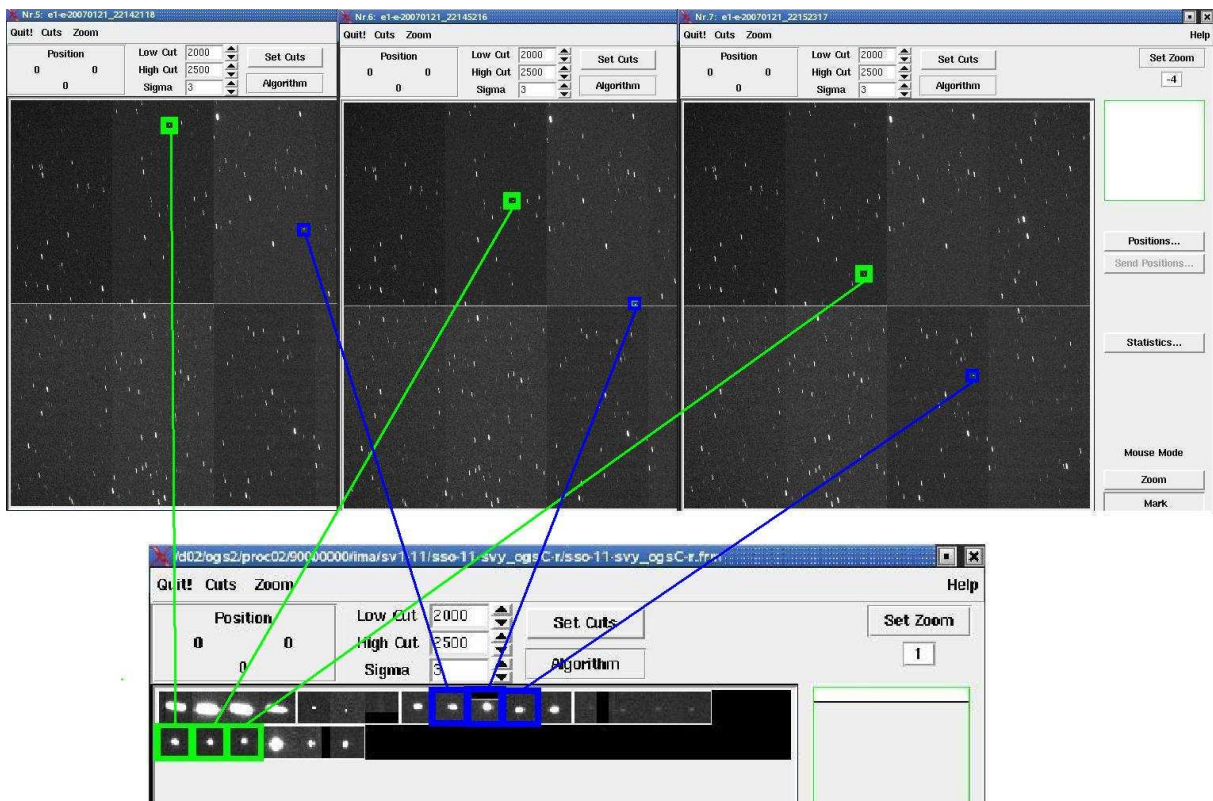 Nr.5: e1-e-20070121_22142118
Quit! Cuts Zoom
Position
0 0
0
Low Cut 2000
High Cut 2500
Sigma 3
Set Cuts
Algorithm
Nr.6: e1-e-20070121_22145216
Quit! Cuts Zoom
Position
0 0
0
Low Cut 2000
High Cut 2500
Sigma 3
Set Cuts
Algorithm
Nr.7: e1-e-20070121_22152317
Quit! Cuts Zoom Help
Position
0 0
0
Low Cut 2000
High Cut 2500
Sigma 3
Set Cuts
Algorithm
Set Zoom
-4
Positions...
Send Positions...
Statistics...
Mouse Mode
Zoom
Mark
/d02/ogs2/proc02/90000000/ima/sv1-11/sso-11-svy_ogsC-r/sso-11-svy_ogsC-r.frm
Quit! Cuts Zoom Help
Position
0 0
0
Low Cut 2000
High Cut 2500
Sigma 3
Set Cuts
Algorithm
Set Zoom
1